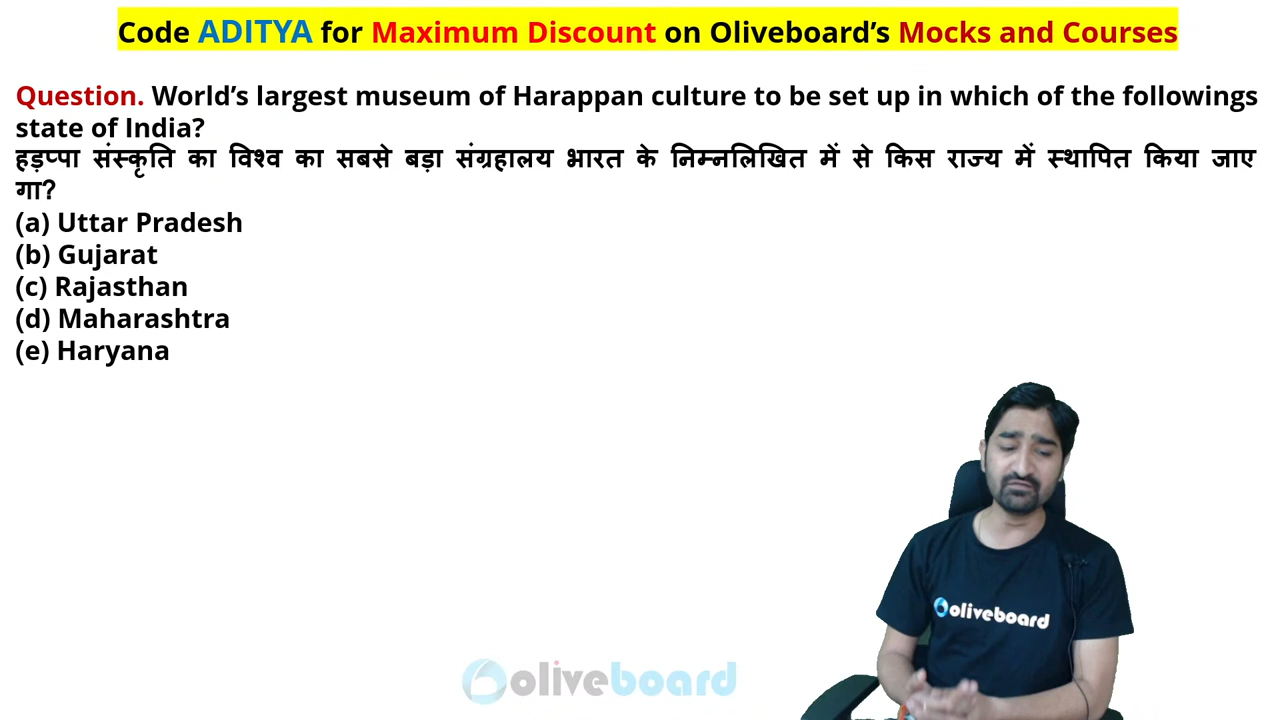 Code ADITYA for Maximum Discount on Oliveboard’s Mocks and Courses
Question. World’s largest museum of Harappan culture to be set up in which of the followings
state of India?
हड़प्पा संस्कृति का विश्व का सबसे बड़ा संग्रहालय भारत के निम्नलिखित में से किस राज्य में स्थापित किया जाए
गा?
(a) Uttar Pradesh
(b) Gujarat
(c) Rajasthan
(d) Maharashtra
(e) Haryana
oliveboard
oliveboard